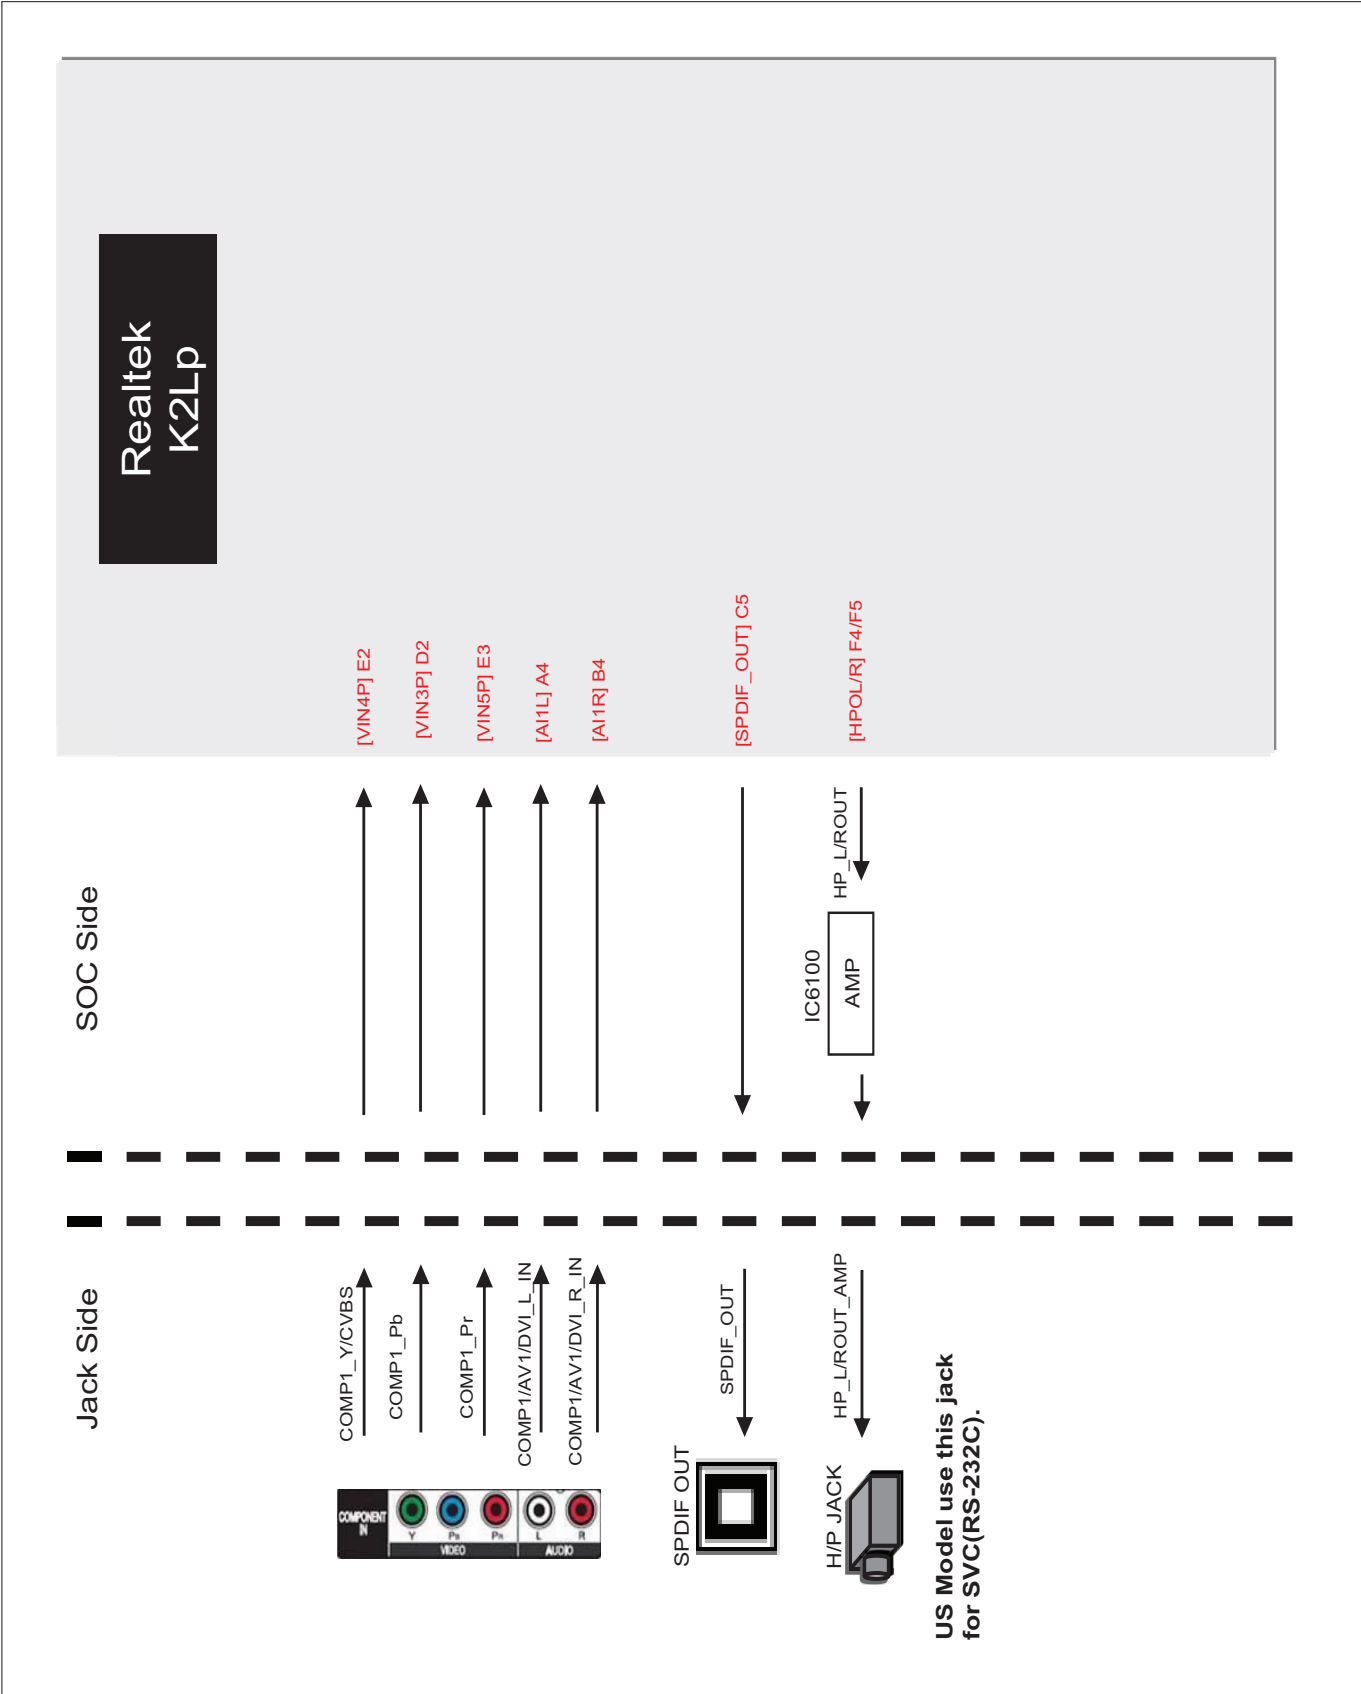 Realtek
K2Lp
[VIN4P] E2
[VIN3P] D2
[VIN5P] E3
[AI1L] A4
[AI1R] B4
[SPDIF_OUT] C5
[HPOL/R] F4/F5
SOC Side
HP_L/ROUT
IC6100
AMP
Jack Side
COMP1_Y/CVBS
COMP1_Pb
COMP1_Pr
COMP1/AV1/DVI_L_IN
COMP1/AV1/DVI_R_IN
SPDIF_OUT
HP_L/ROUT_AMP
COMPONENT
IN
Y
PB
PR
L
R
VIDEO
AUDIO
SPDIF OUT
H/P JACK
US Model use this jack
for SVC(RS-232C).